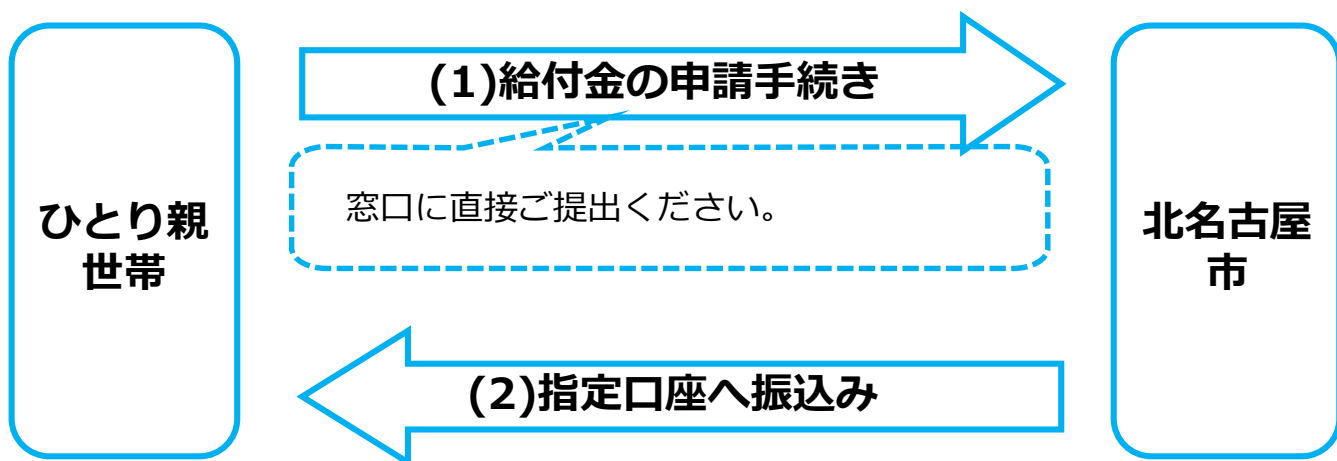 (1)給付金の申請手続き
窓口に直接ご提出ください。
ひとり親
世帯
北名古屋
市
(2)指定口座へ振込み